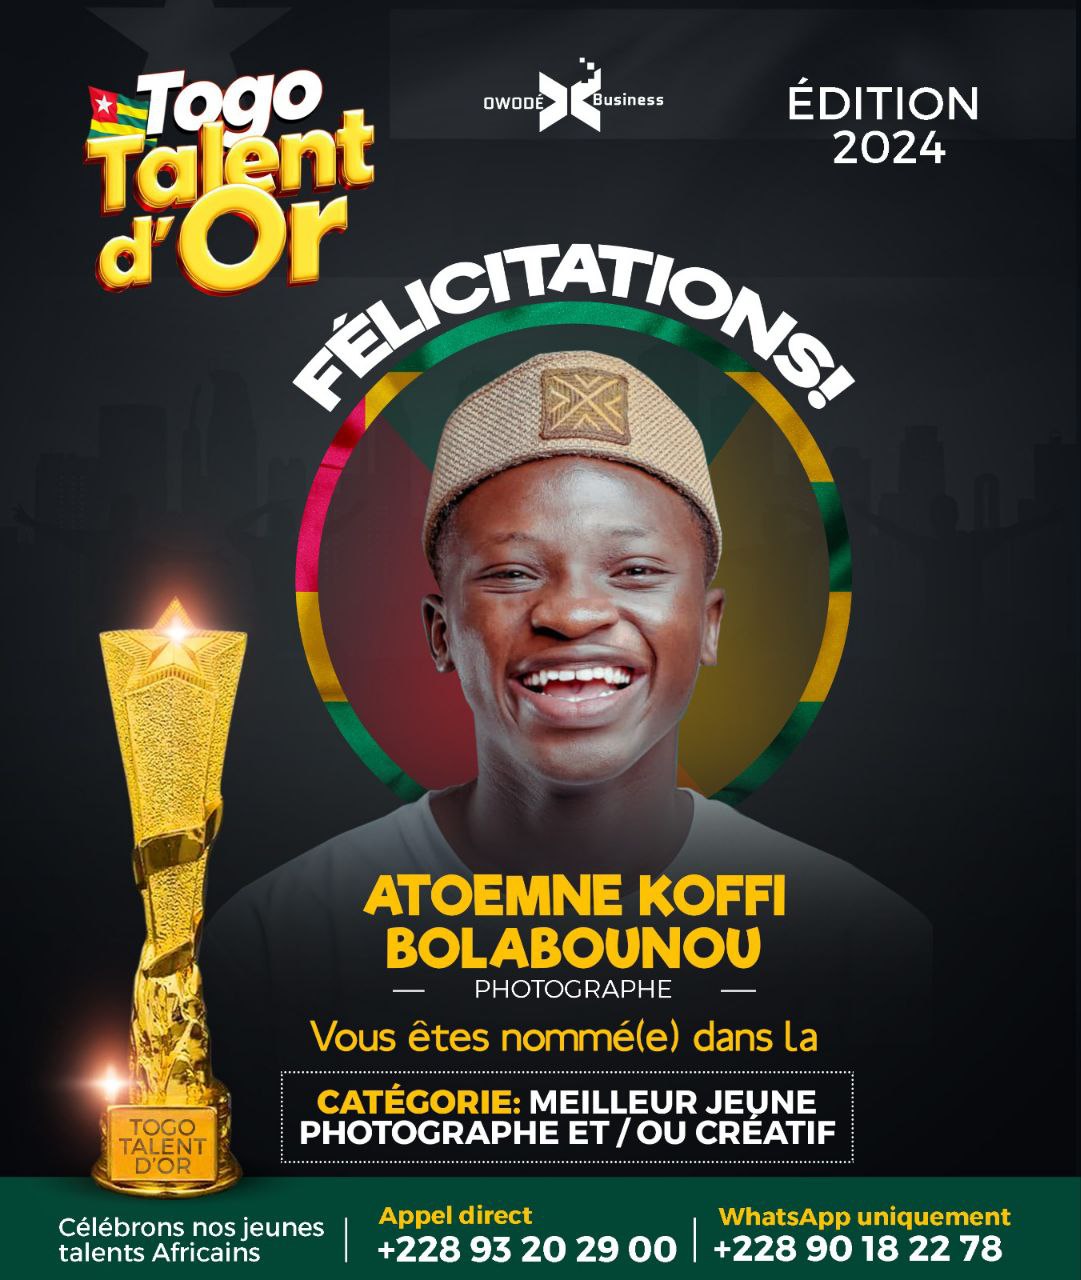 Togo
Talent
d'Or
OWODÉ Business
ÉDITION
2024
FÉLICITATIONS!
ATOEMNE KOFFI
BOLABOUNOU
PHOTOGRAPHE
Vous êtes nommé(e) dans la
CATÉGORIE: MEILLEUR JEUNE
PHOTOGRAPHE ET / OU CRÉATIF
TOGO
TALENT
D'OR
Célébrons nos jeunes
talents Africains
Appel direct
+228 93 20 29 00
WhatsApp uniquement
+228 90 18 22 78